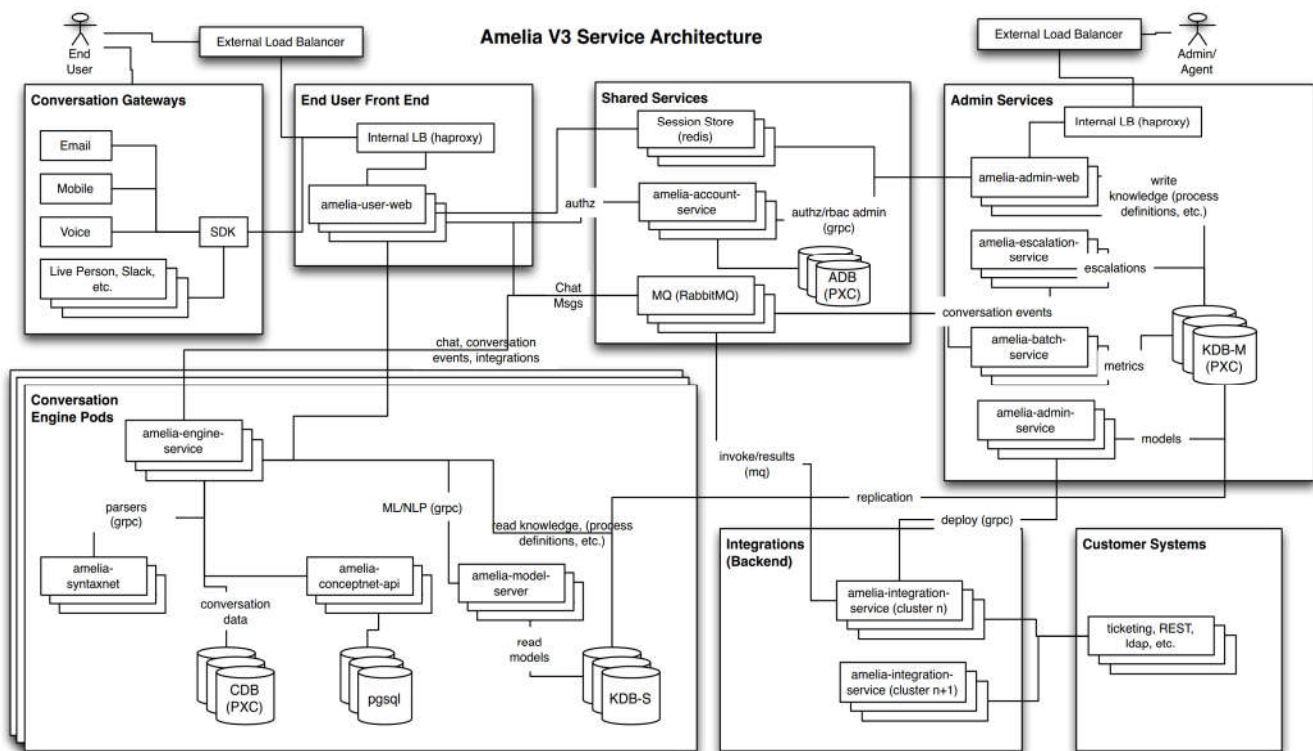 Amelia V3 Service Architecture
End
User
External Load Balancer
External Load Balancer
Admin/
Agent
Conversation Gateways
Email
Mobile
Voice
Live Person, Slack,
etc.
SDK
End User Front End
Internal LB (haproxy)
amelia-user-web
Shared Services
Session Store
(redis)
authz
amelia-account-
service
authz/rbac admin
(grpc)
ADB
(PXC)
Chat
Msgs
MQ (RabbitMQ)
Admin Services
Internal LB (haproxy)
amelia-admin-web
write
knowledge (process
definitions, etc.)
amelia-escalation-
service
escalations
conversation events
amelia-batch-
service
metrics
KDB-M
(PXC)
amelia-admin-
service
models
chat, conversation
events, integrations
Conversation
Engine Pods
amelia-engine-
service
parsers
(grpc)
ML/NLP (grpc)
read knowledge, (process
definitions, etc.)
amelia-
syntaxnet
amelia-
conceptnet-api
amelia-model-
server
conversation
data
read
models
CDB
(PXC)
pgsql
KDB-S
invoke/results
(mq)
replication
deploy (grpc)
Integrations
(Backend)
amelia-integration-
service (cluster n)
amelia-integration-
service (cluster n+1)
Customer Systems
ticketing, REST,
ldap, etc.